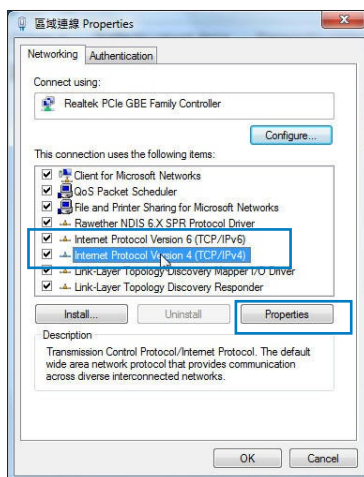 區域連線 Properties
Networking
Authentication
Connect using:
Realtek PCIe GBE Family Controller
Configure...
This connection uses the following items:
Client for Microsoft Networks
QoS Packet Scheduler
File and Printer Sharing for Microsoft Networks
Rawether NDIS 6.X SPR Protocol Driver
Internet Protocol Version 6 (TCP/IPv6)
Internet Protocol Version 4 (TCP/IPv4)
Link-Layer Topology Discovery Mapper I/O Driver
Link-Layer Topology Discovery Responder
Install...
Uninstall
Properties
Description
Transmission Control Protocol/Internet Protocol. The default
wide area network protocol that provides communication
across diverse interconnected networks.
OK
Cancel